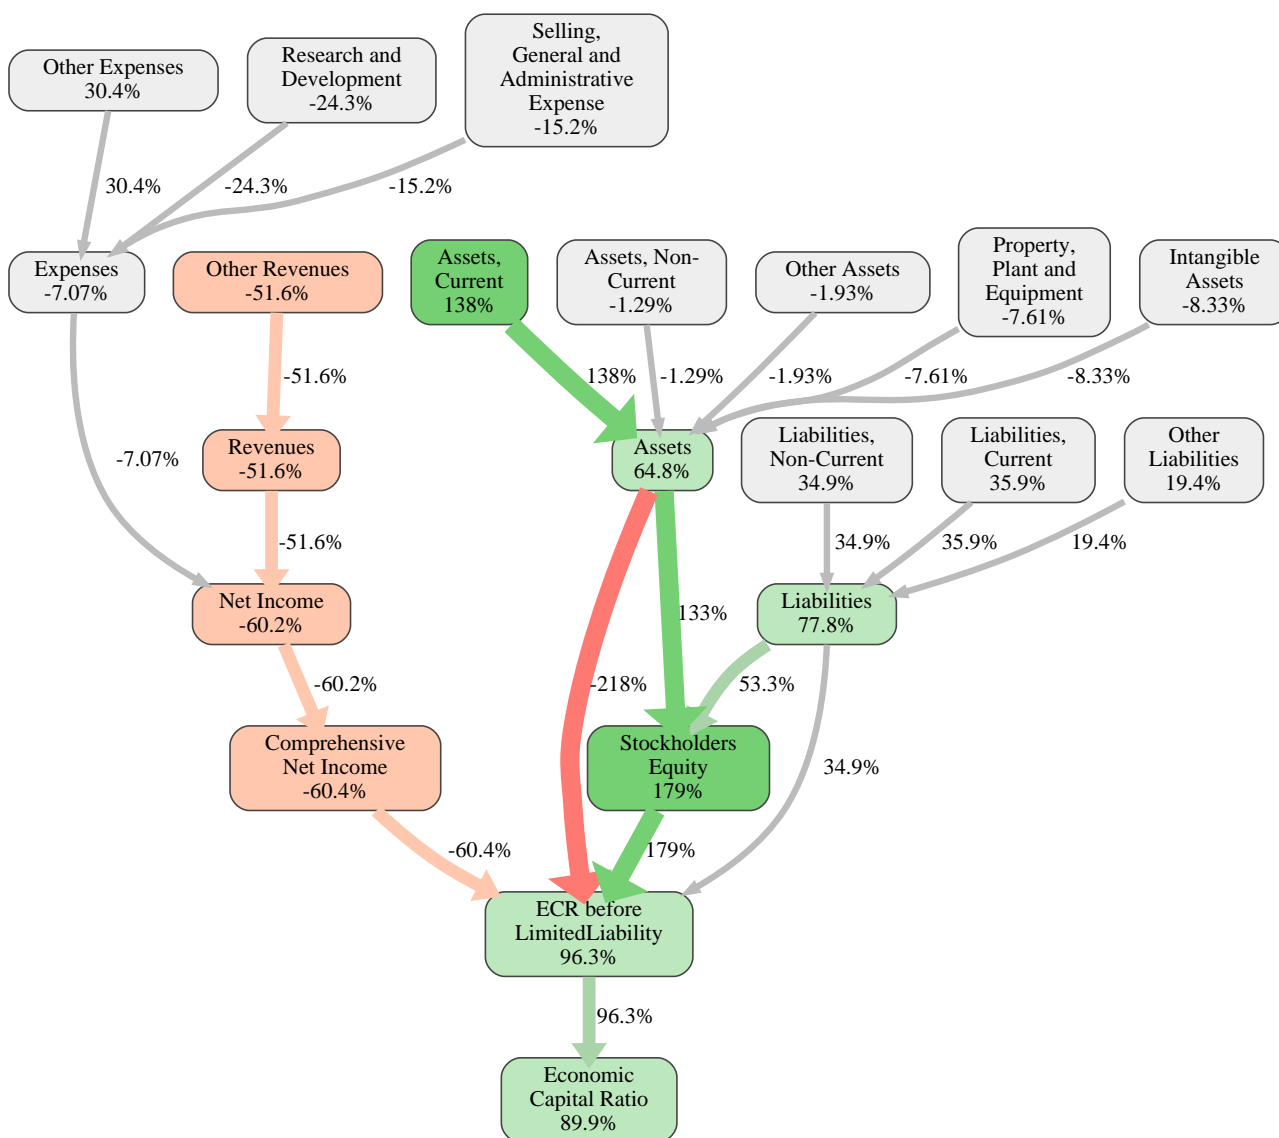 Other Expenses
30.4%
Research and
Development
-24.3%
Selling,
General and
Administrative
Expense
-15.2%
30.4%
-24.3%
-15.2%
Expenses
-7.07%
Other Revenues
-51.6%
Assets,
Current
138%
Assets, Non-
Current
-1.29%
Other Assets
-1.93%
Property,
Plant and
Equipment
-7.61%
Intangible
Assets
-8.33%
-51.6%
138%
-1.29%
-1.93%
-7.61%
-8.33%
-7.07%
Revenues
-51.6%
Assets
64.8%
Liabilities,
Non-Current
34.9%
Liabilities,
Current
35.9%
Other
Liabilities
19.4%
-51.6%
34.9%
35.9%
19.4%
Net Income
-60.2%
133%
Liabilities
77.8%
-60.2%
-218%
53.3%
Comprehensive
Net Income
-60.4%
Stockholders
Equity
179%
34.9%
-60.4%
179%
ECR before
LimitedLiability
96.3%
96.3%
Economic
Capital Ratio
89.9%